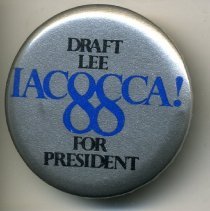 DRAFT
LEE
IACOCCA!
88
FOR
PRESIDENT